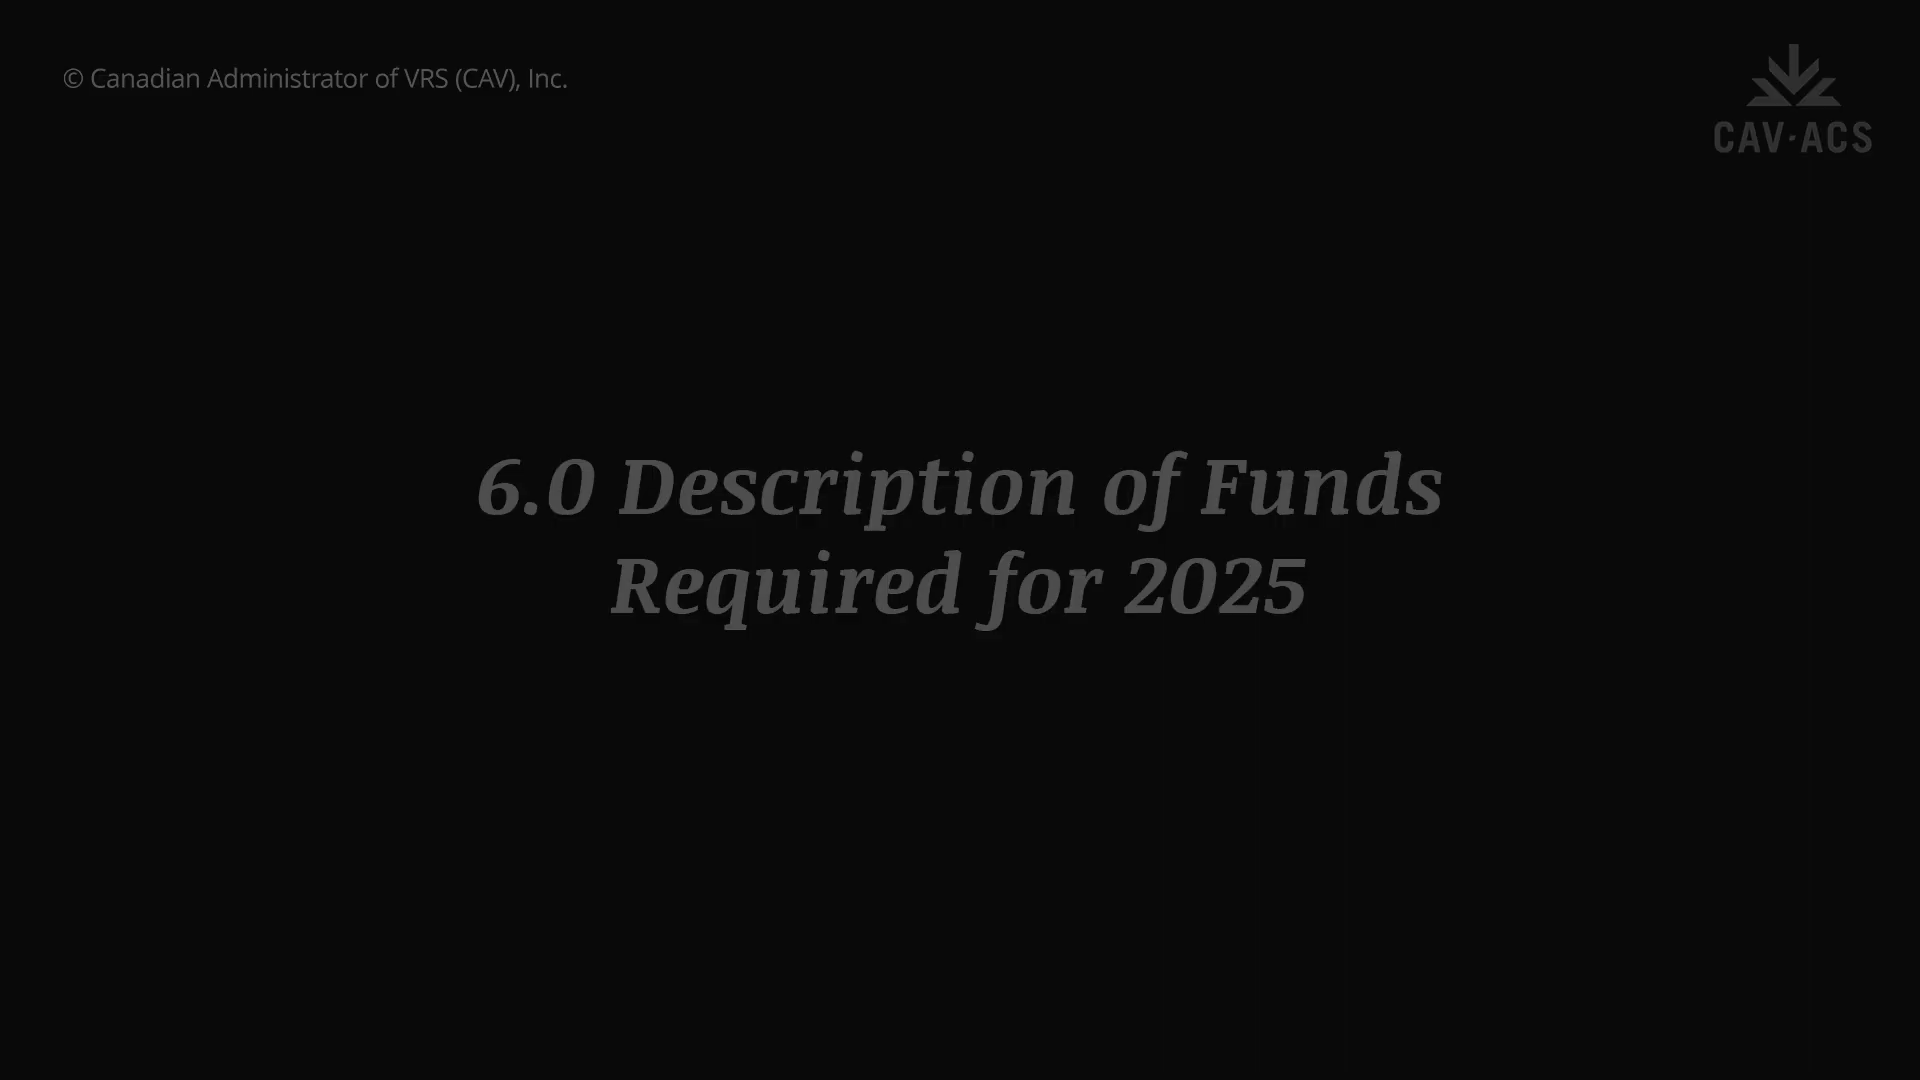 © Canadian Administrator of VRS (CAV), Inc.
CAV·ACS
6.0 Description of Funds
Required for 2025